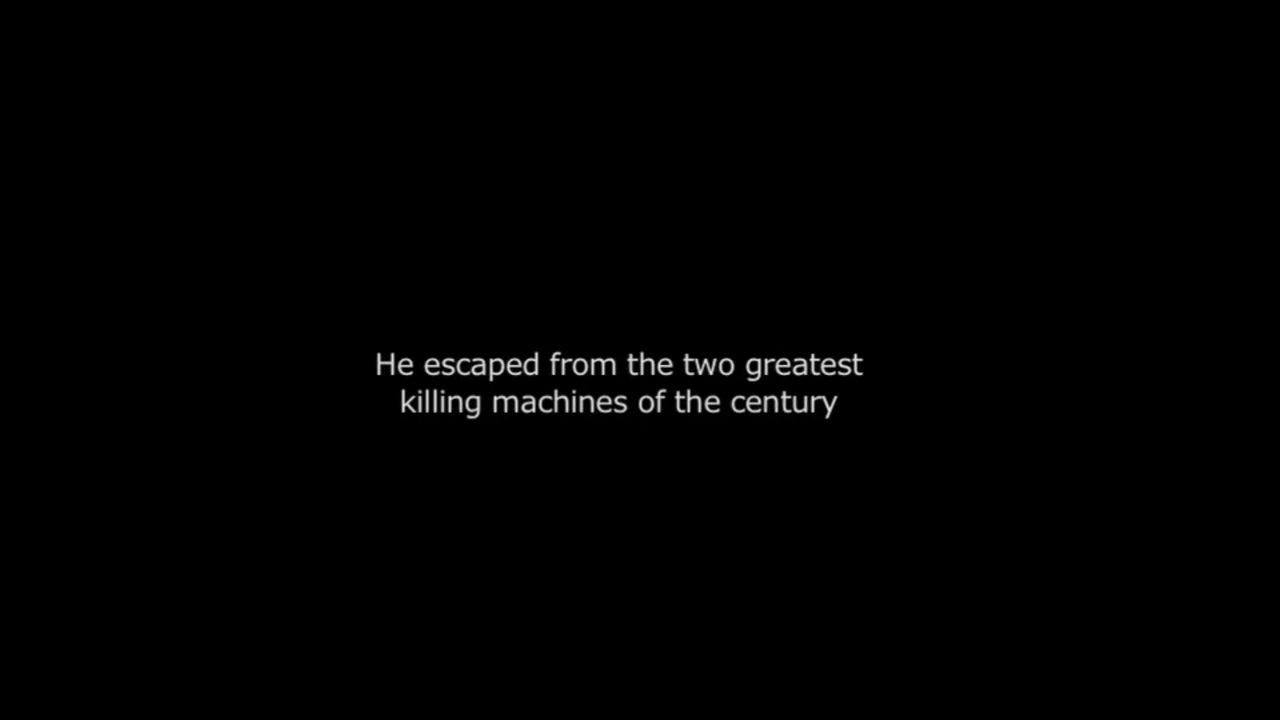 He escaped from the two greatest
killing machines of the century